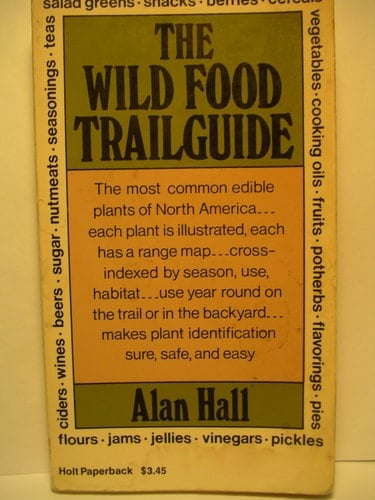 salad greens · snacks · berries · cereals
teas
seasonings ·
nutmeats ·
sugar ·
beers ·
wines ·
ciders ·
THE
WILD FOOD
TRAILGUIDE
The most common edible
plants of North America...
each plant is illustrated, each
has a range map...cross-
indexed by season, use,
habitat...use year round on
the trail or in the backyard...
makes plant identification
sure, safe, and easy
Alan Hall
vegetables · cooking oils · fruits · potherbs · flavorings · pies
flours · jams · jellies · vinegars · pickles
Holt Paperback $3.45